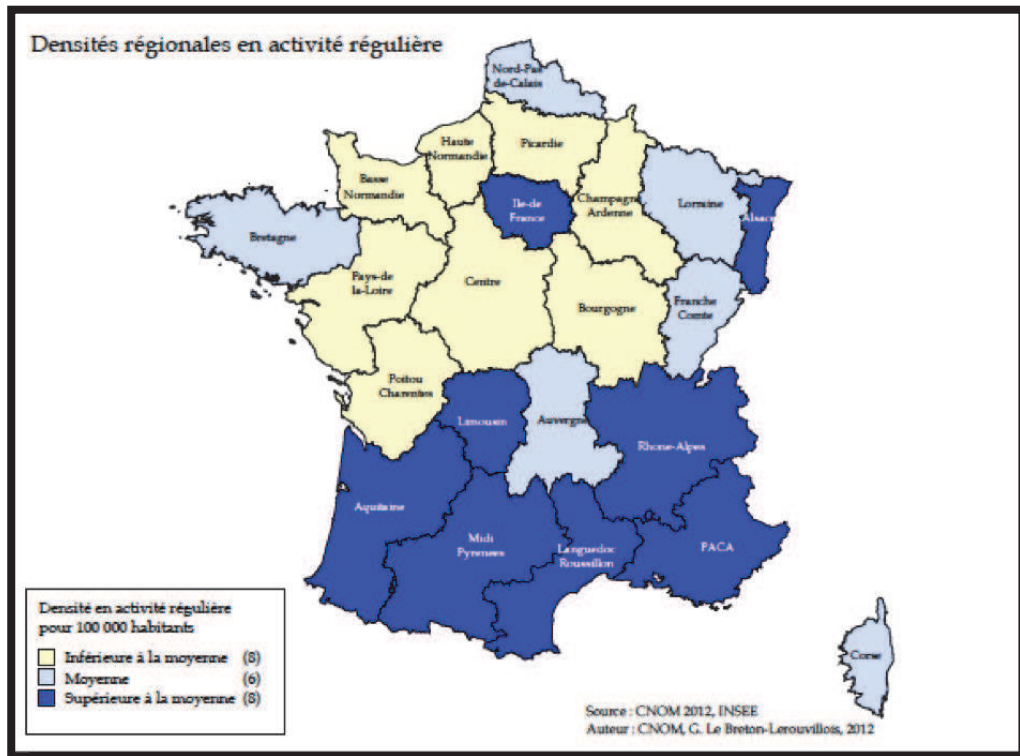 Densités régionales en activité régulière
Nord-Pas
de-Calais
Haute
Normandie
Picardie
Basse
Normandie
Ile-de
France
Champagne
Ardenne
Lorraine
Alsace
Bretagne
Pays-de
la-Loire
Centre
Bourgogne
Franche
Comte
Poitou
Charentes
Limousin
Auvergne
Rhone-Alpes
Aquitaine
Midi
Pyrenees
Languedoc
Roussillon
PACA
Corse
Densité en activité régulière
pour 100 000 habitants
Inférieure à la moyenne (8)
Moyenne (6)
Supérieure à la moyenne (8)
Source : CNOM 2012, INSEE
Auteur : CNOM, G. Le Breton-Lerouvillois, 2012